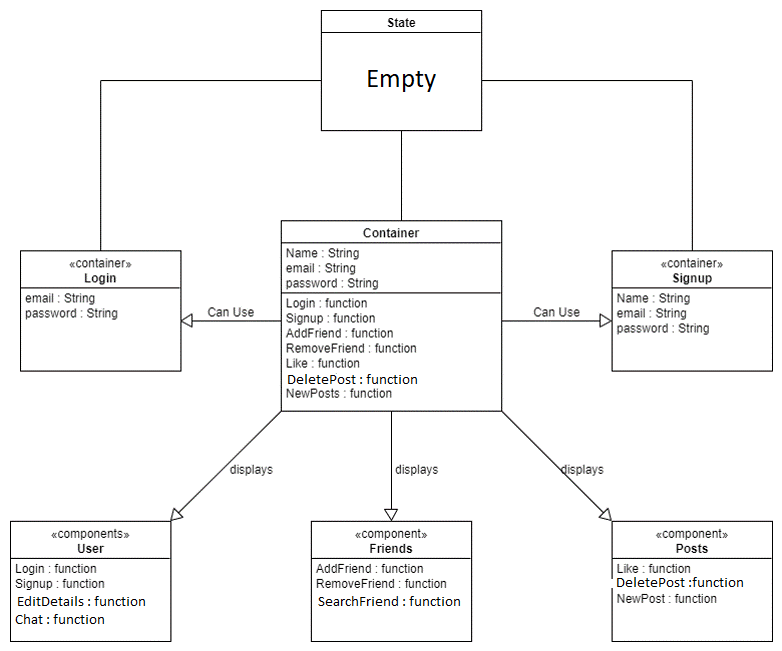 State
Empty
«container»
Login
email : String
password : String
Container
Name : String
email : String
password : String
Login : function
Signup : function
AddFriend : function
RemoveFriend : function
Like : function
DeletePost : function
NewPosts : function
«container»
Signup
Name : String
email : String
password : String
Can Use
Can Use
displays
displays
displays
«components»
User
Login : function
Signup : function
EditDetails : function
Chat : function
«component»
Friends
AddFriend : function
RemoveFriend : function
SearchFriend : function
«component»
Posts
Like : function
DeletePost :function
NewPost : function